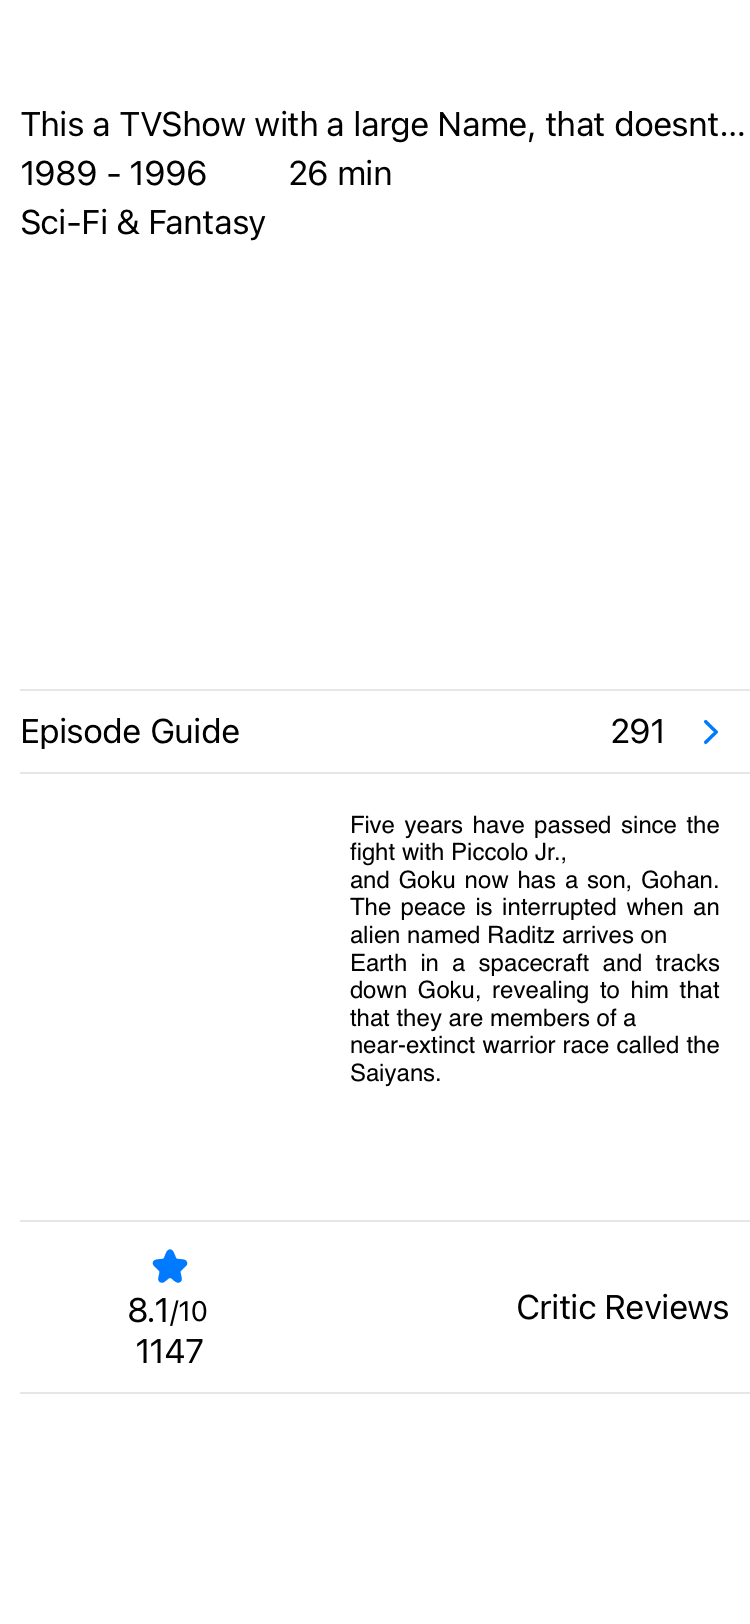 This a TVShow with a large Name, that doesnt...
1989 - 1996 26 min
Sci-Fi & Fantasy
Episode Guide 291
Five years have passed since the
fight with Piccolo Jr.,
and Goku now has a son, Gohan.
The peace is interrupted when an
alien named Raditz arrives on
Earth in a spacecraft and tracks
down Goku, revealing to him that
that they are members of a
near-extinct warrior race called the
Saiyans.
8.1/10
1147
Critic Reviews